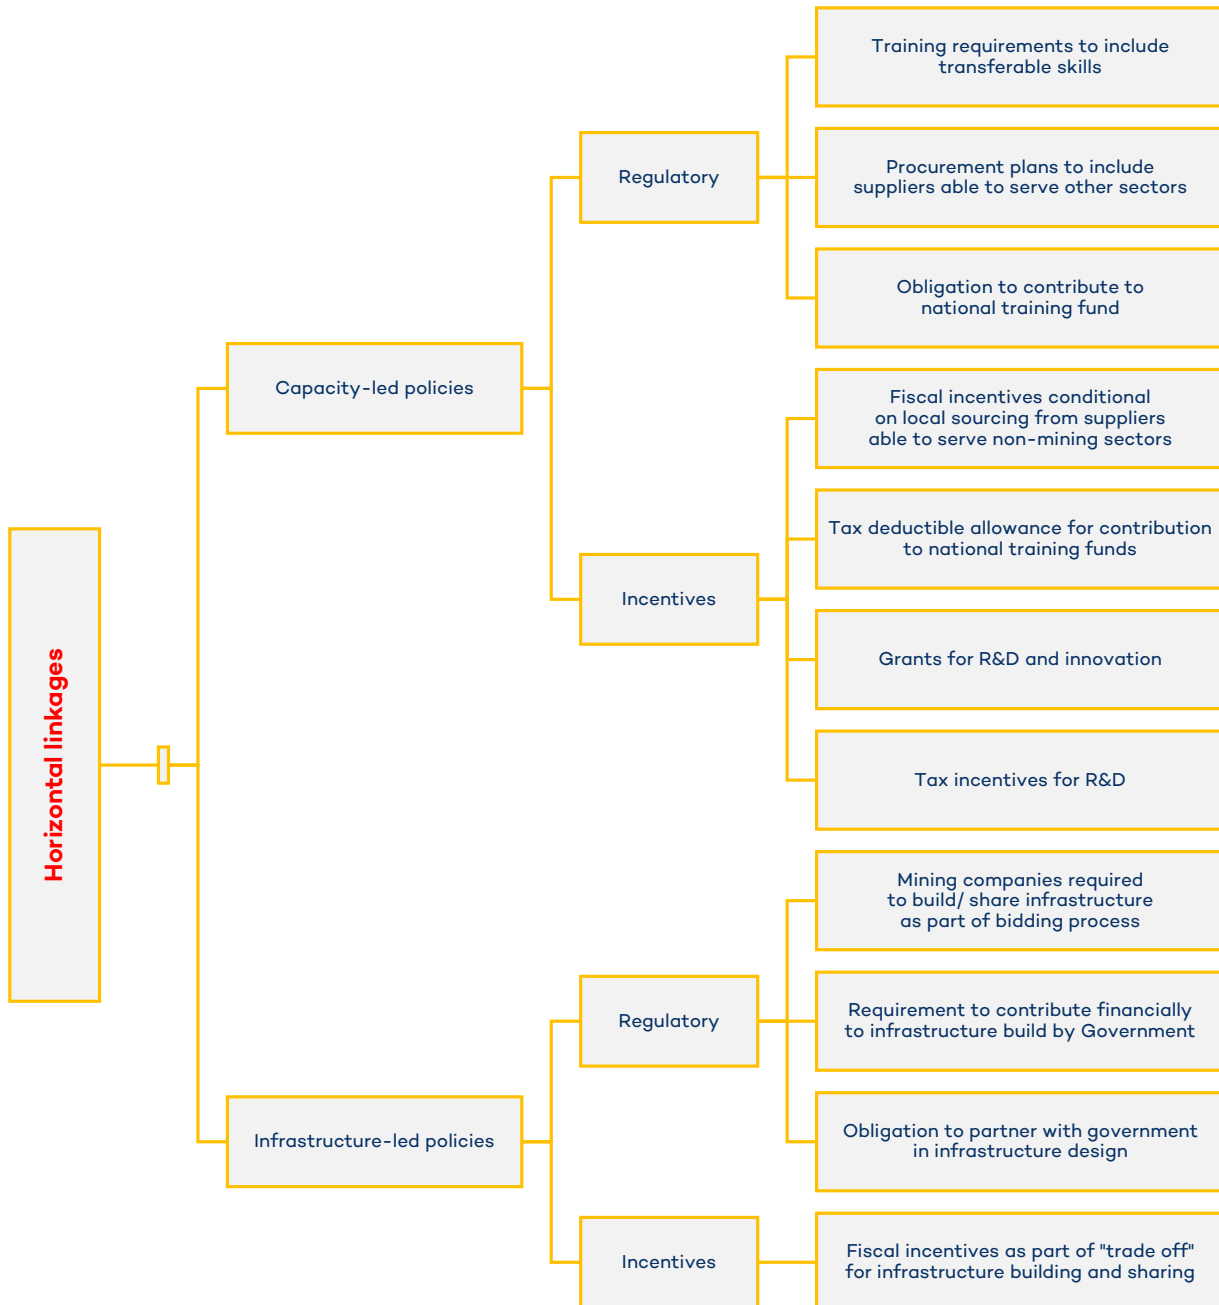 Horizontal linkages
Capacity-led policies
Regulatory
Training requirements to include
transferable skills
Procurement plans to include
suppliers able to serve other sectors
Obligation to contribute to
national training fund
Incentives
Fiscal incentives conditional
on local sourcing from suppliers
able to serve non-mining sectors
Tax deductible allowance for contribution
to national training funds
Grants for R&D and innovation
Tax incentives for R&D
Infrastructure-led policies
Regulatory
Mining companies required
to build/ share infrastructure
as part of bidding process
Requirement to contribute financially
to infrastructure build by Government
Obligation to partner with government
in infrastructure design
Incentives
Fiscal incentives as part of "trade off"
for infrastructure building and sharing